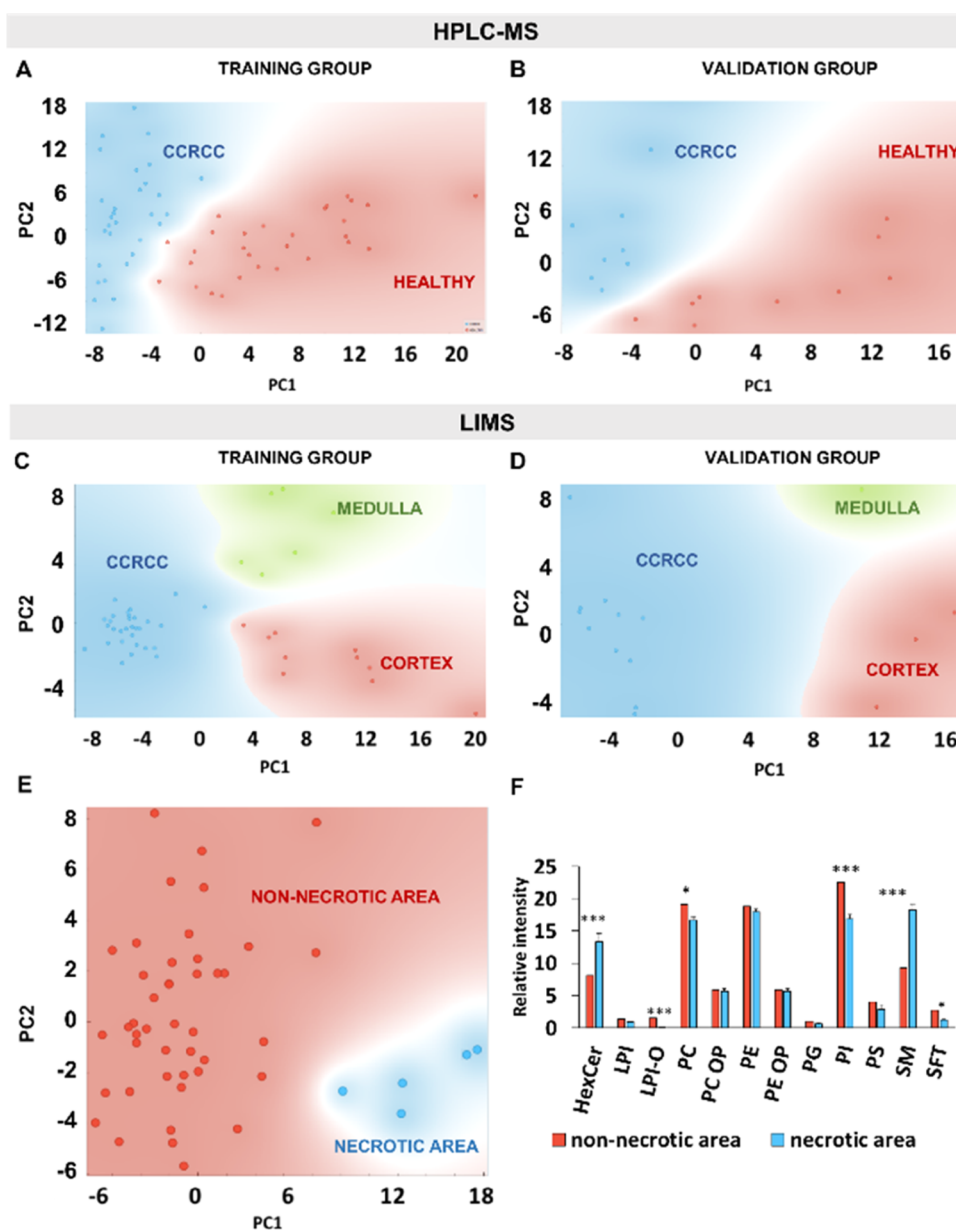 HPLC-MS
A
TRAINING GROUP
B
VALIDATION GROUP
18
12
6
0
-6
-12
PC2
CCRCC
HEALTHY
-8 -4 0 4 8 12 16 20
PC1
18
12
6
0
-6
PC2
CCRCC
HEALTHY
-8 -4 0 4 8 12 16
PC1
LIMS
C
TRAINING GROUP
D
VALIDATION GROUP
8
4
0
-4
PC2
MEDULLA
CCRCC
CORTEX
-8 -4 0 4 8 12 16 20
PC1
8
4
0
-4
PC2
MEDULLA
CCRCC
CORTEX
-4 0 4 8 12 16
PC1
E
8
6
4
2
0
-2
-4
-6
PC2
NON-NECROTIC AREA
NECROTIC AREA
-6 0 6 12 18
PC1
F
25
20
15
10
5
0
Relative intensity
*** *** * *** *** *
HexCer LPI LPI-O PC PC OP PE PE OP PG PI PS SM SFT
non-necrotic area necrotic area